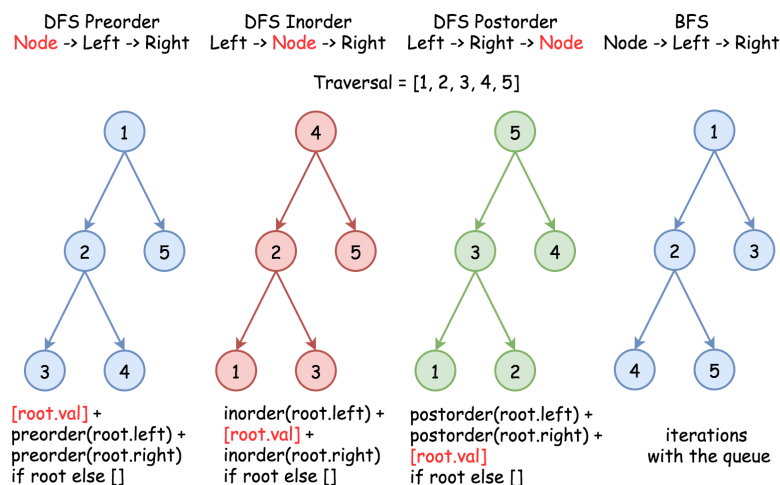 DFS Preorder
Node -> Left -> Right
DFS Inorder
Left -> Node -> Right
DFS Postorder
Left -> Right -> Node
BFS
Node -> Left -> Right
Traversal = [1, 2, 3, 4, 5]
1
2
5
3
4
[root.val] +
preorder(root.left) +
preorder(root.right)
if root else []
4
2
5
1
3
inorder(root.left) +
[root.val] +
inorder(root.right)
if root else []
5
3
4
1
2
postorder(root.left) +
postorder(root.right) +
[root.val]
if root else []
1
2
3
4
5
iterations
with the queue